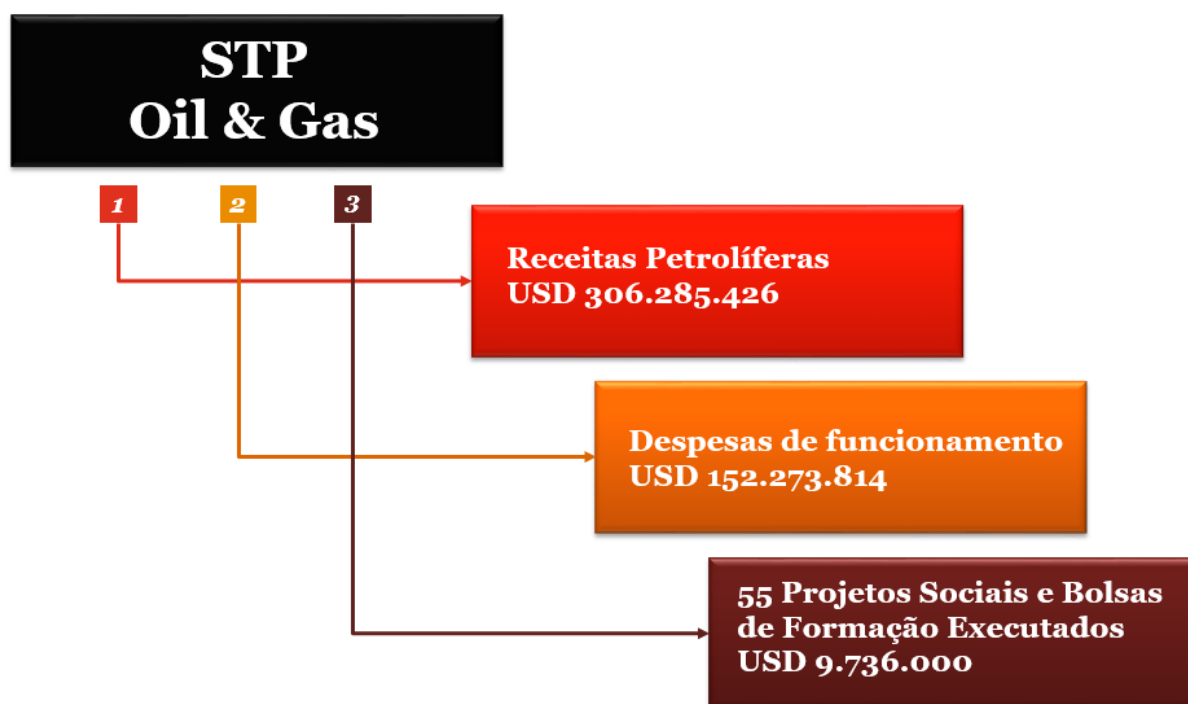 STP
Oil & Gas
1
2
3
Receitas Petrolíferas
USD 306.285.426
Despesas de funcionamento
USD 152.273.814
55 Projetos Sociais e Bolsas
de Formação Executados
USD 9.736.000